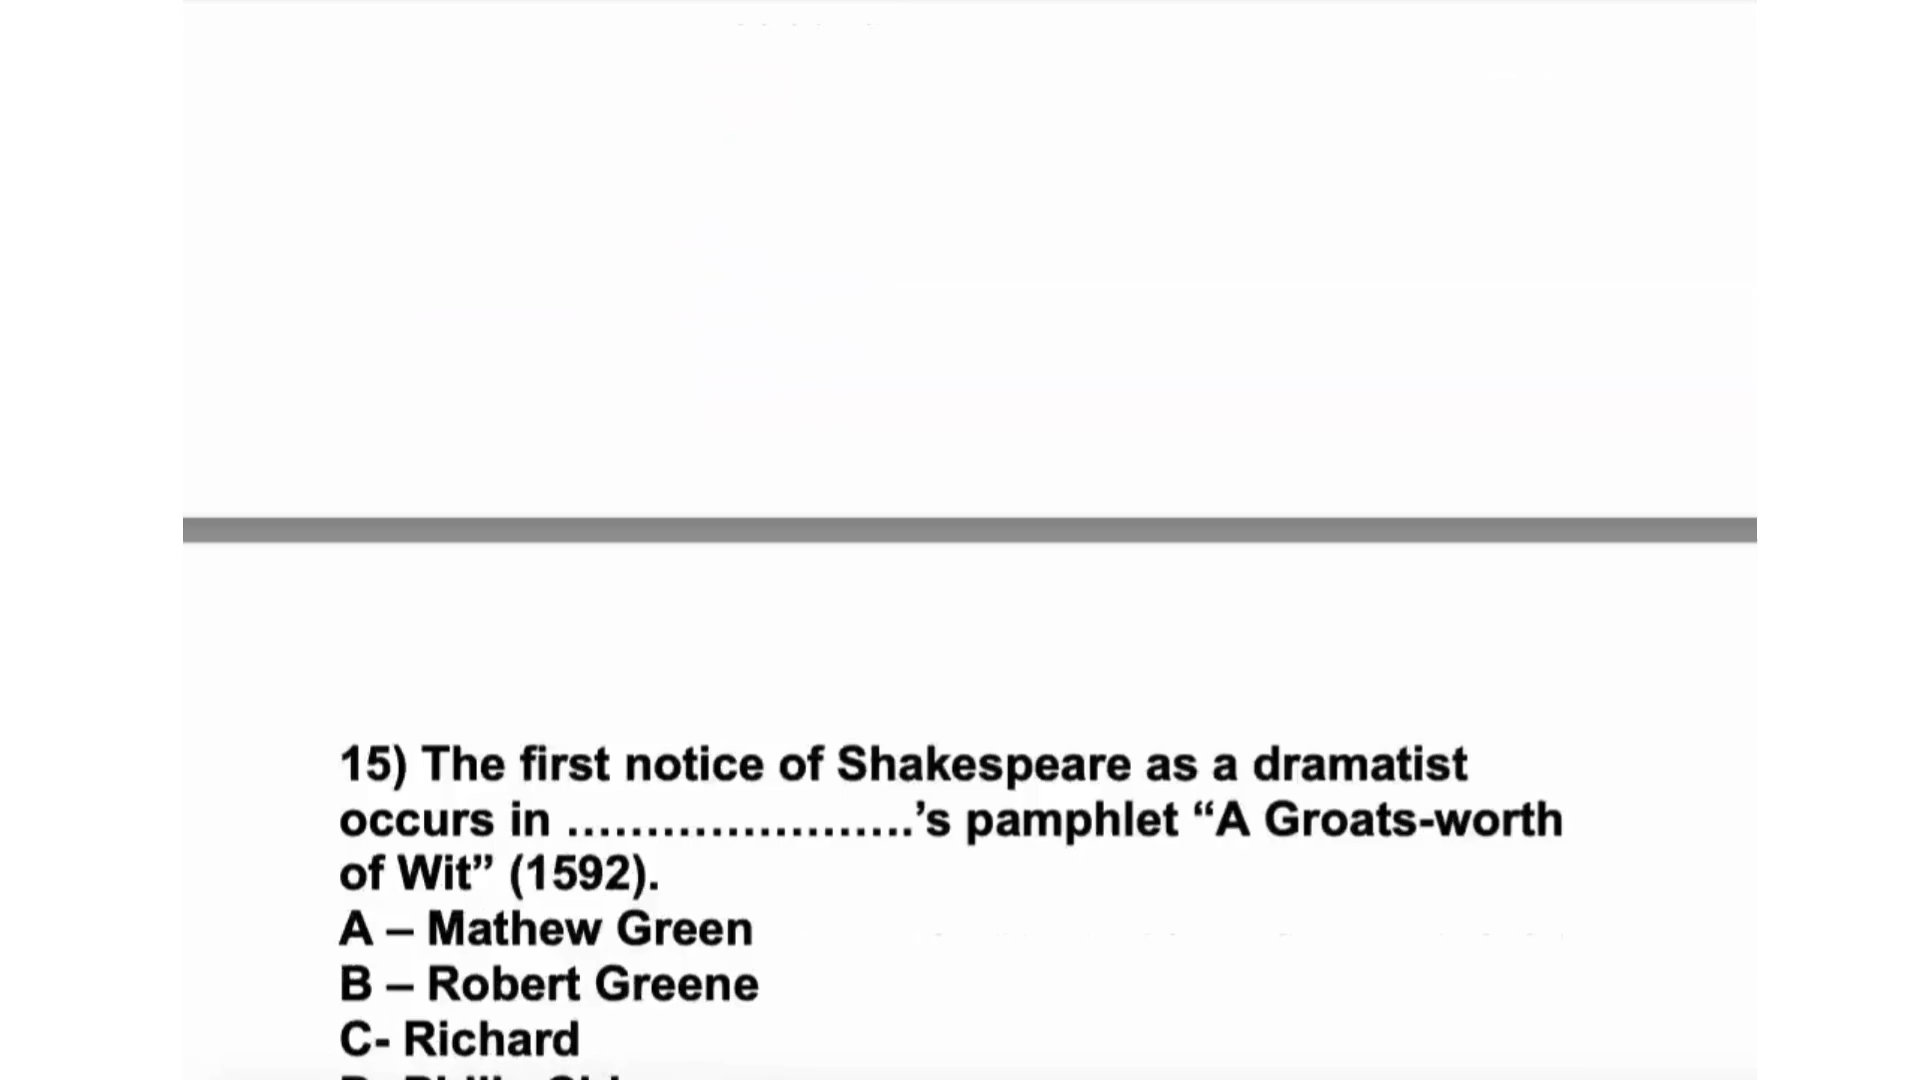 15) The first notice of Shakespeare as a dramatist
occurs in ......................’s pamphlet “A Groats-worth
of Wit” (1592).
A – Mathew Green
B – Robert Greene
C- Richard